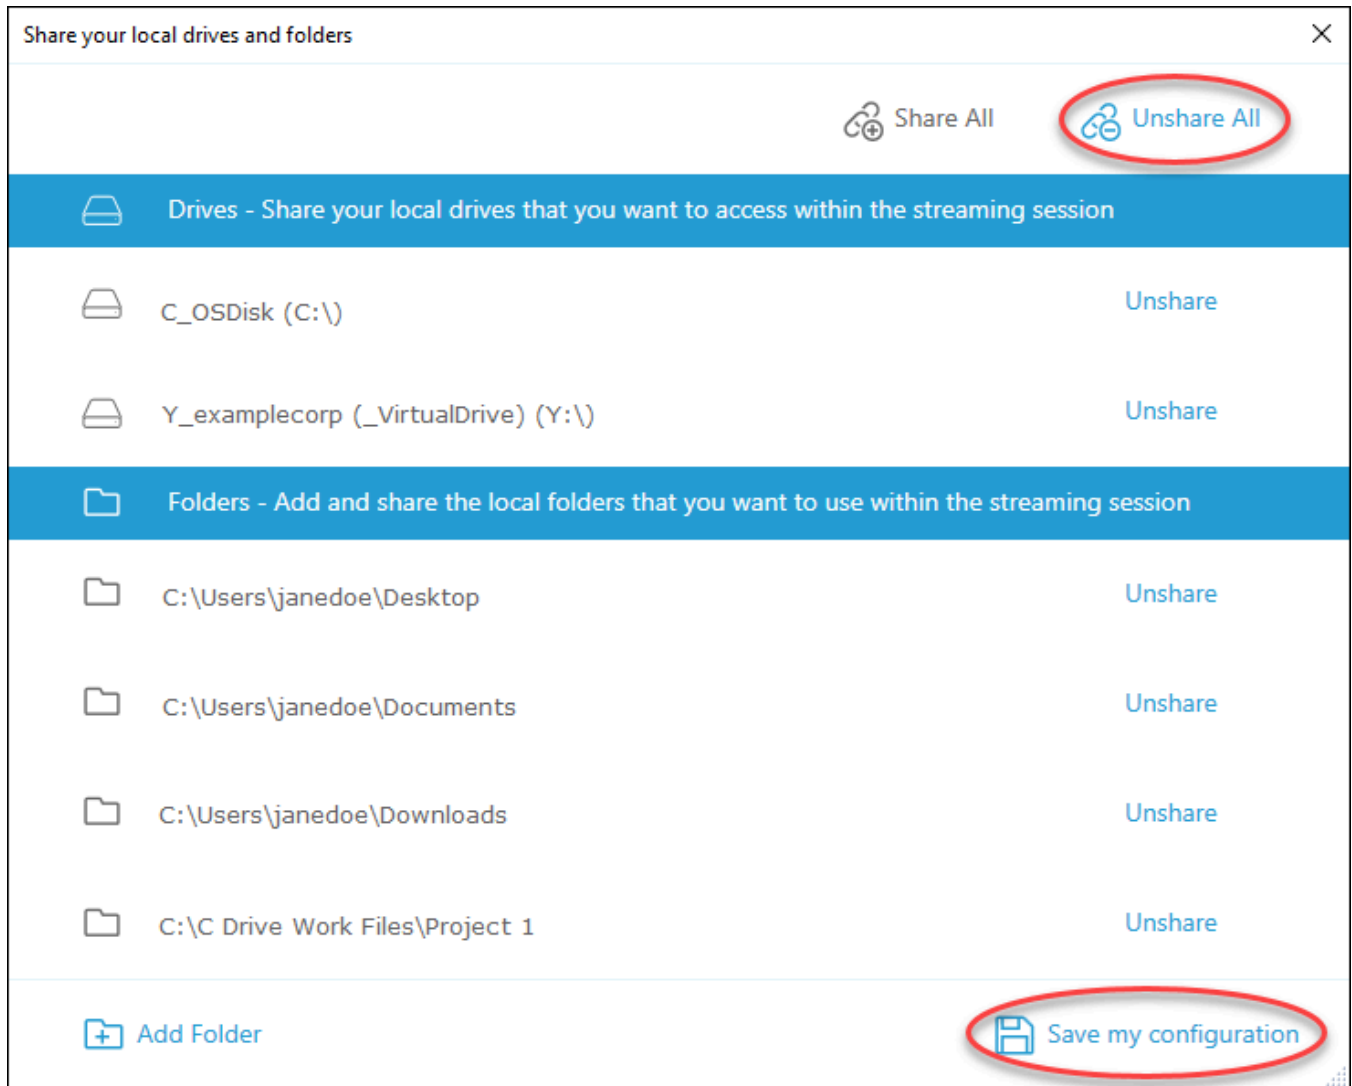 Share your local drives and folders
Share All
Unshare All
Drives - Share your local drives that you want to access within the streaming session
C_OSDisk (C:\)
Unshare
Y_examplecorp (_VirtualDrive) (Y:\)
Unshare
Folders - Add and share the local folders that you want to use within the streaming session
C:\Users\janedoe\Desktop
Unshare
C:\Users\janedoe\Documents
Unshare
C:\Users\janedoe\Downloads
Unshare
C:\C Drive Work Files\Project 1
Unshare
Add Folder
Save my configuration